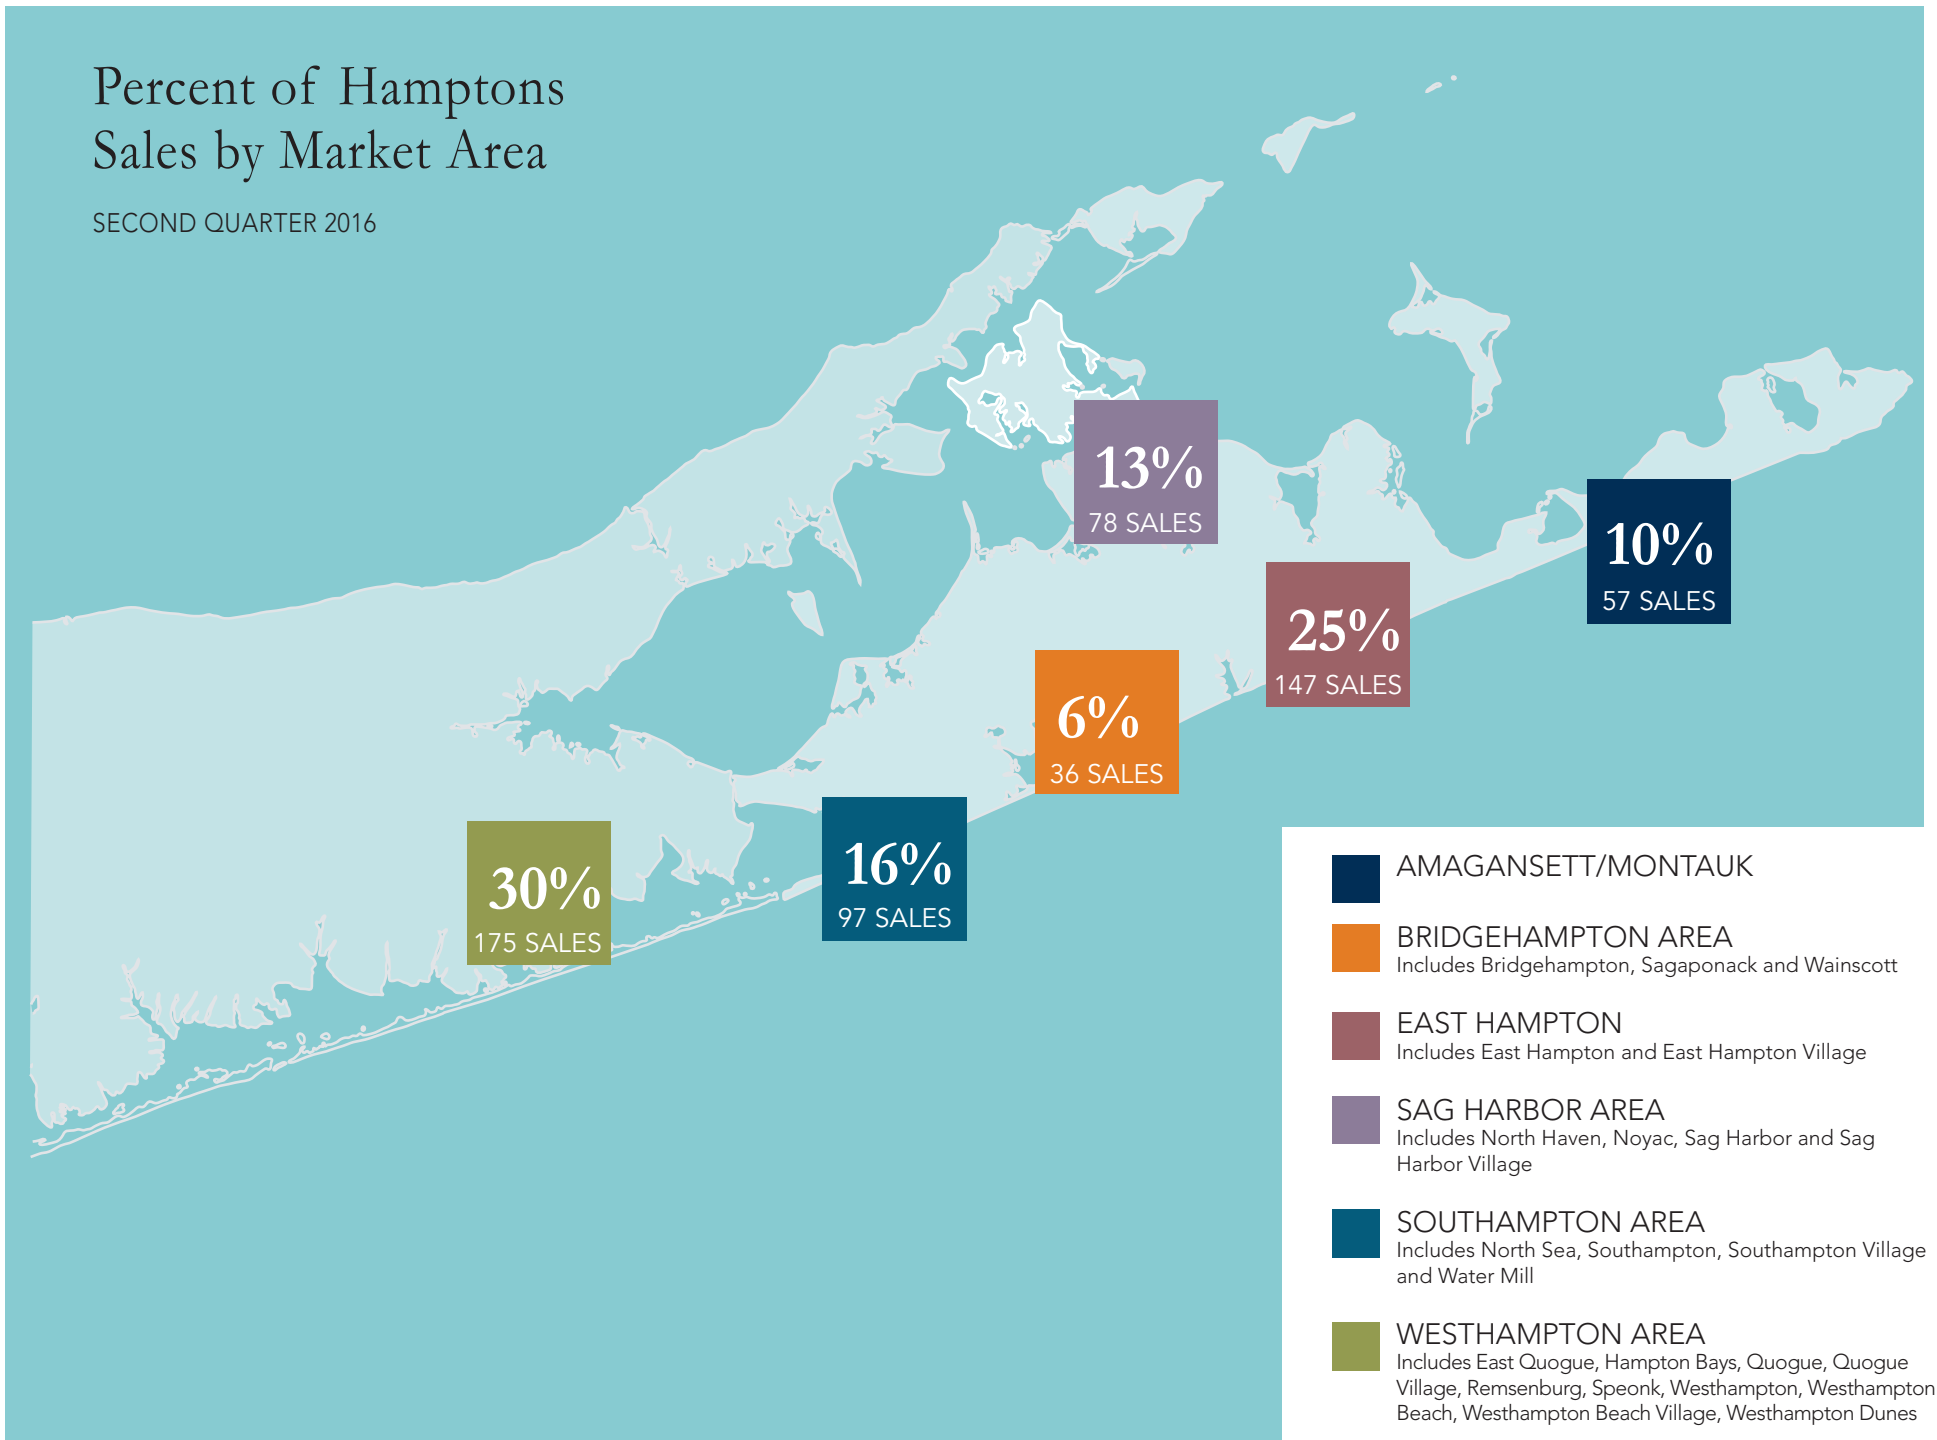 Percent of Hamptons
Sales by Market Area
SECOND QUARTER 2016
13%
78 SALES
10%
57 SALES
25%
147 SALES
6%
36 SALES
16%
97 SALES
30%
175 SALES
AMAGANSETT/MONTAUK
BRIDGEHAMPTON AREA
Includes Bridgehampton, Sagaponack and Wainscott
EAST HAMPTON
Includes East Hampton and East Hampton Village
SAG HARBOR AREA
Includes North Haven, Noyac, Sag Harbor and Sag
Harbor Village
SOUTHAMPTON AREA
Includes North Sea, Southampton, Southampton Village
and Water Mill
WESTHAMPTON AREA
Includes East Quogue, Hampton Bays, Quogue, Quogue
Village, Remsenburg, Speonk, Westhampton, Westhampton
Beach, Westhampton Beach Village, Westhampton Dunes